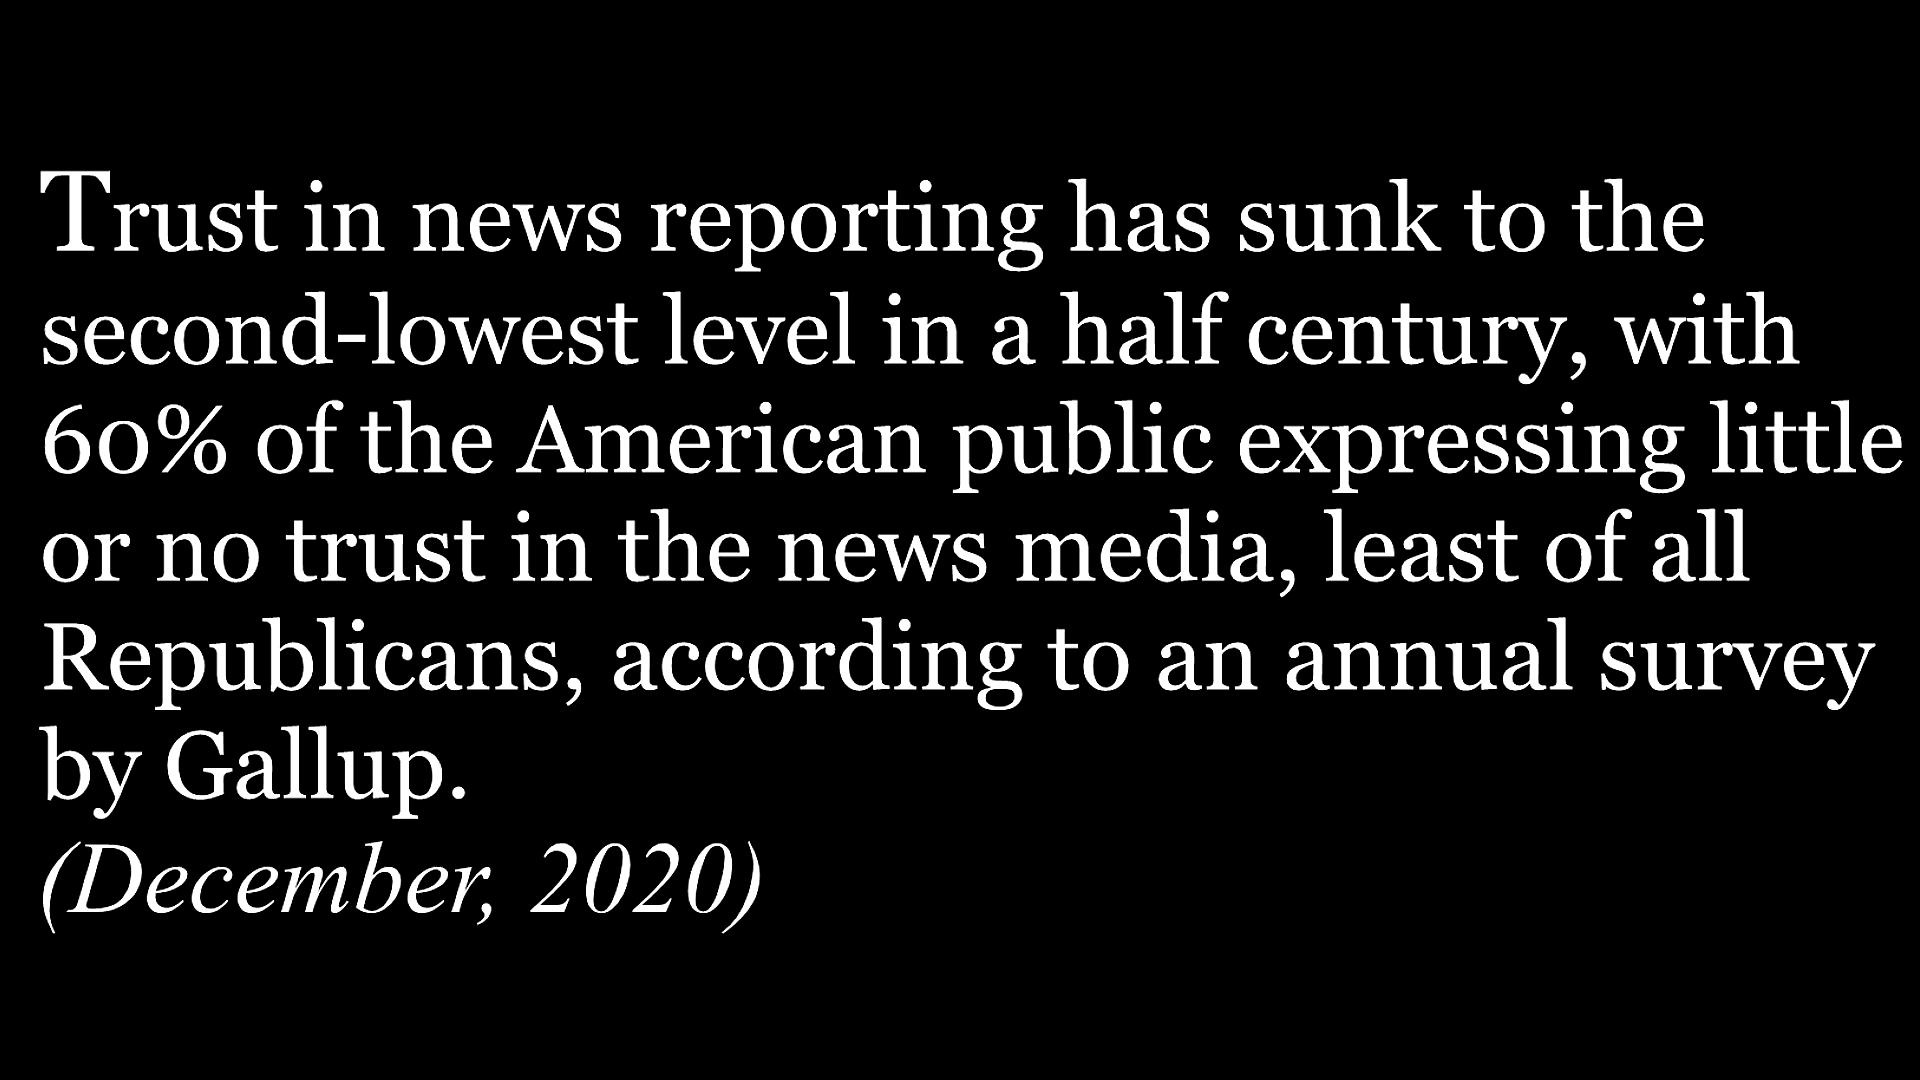 Trust in news reporting has sunk to the
second-lowest level in a half century, with
60% of the American public expressing little
or no trust in the news media, least of all
Republicans, according to an annual survey
by Gallup.
(December, 2020)